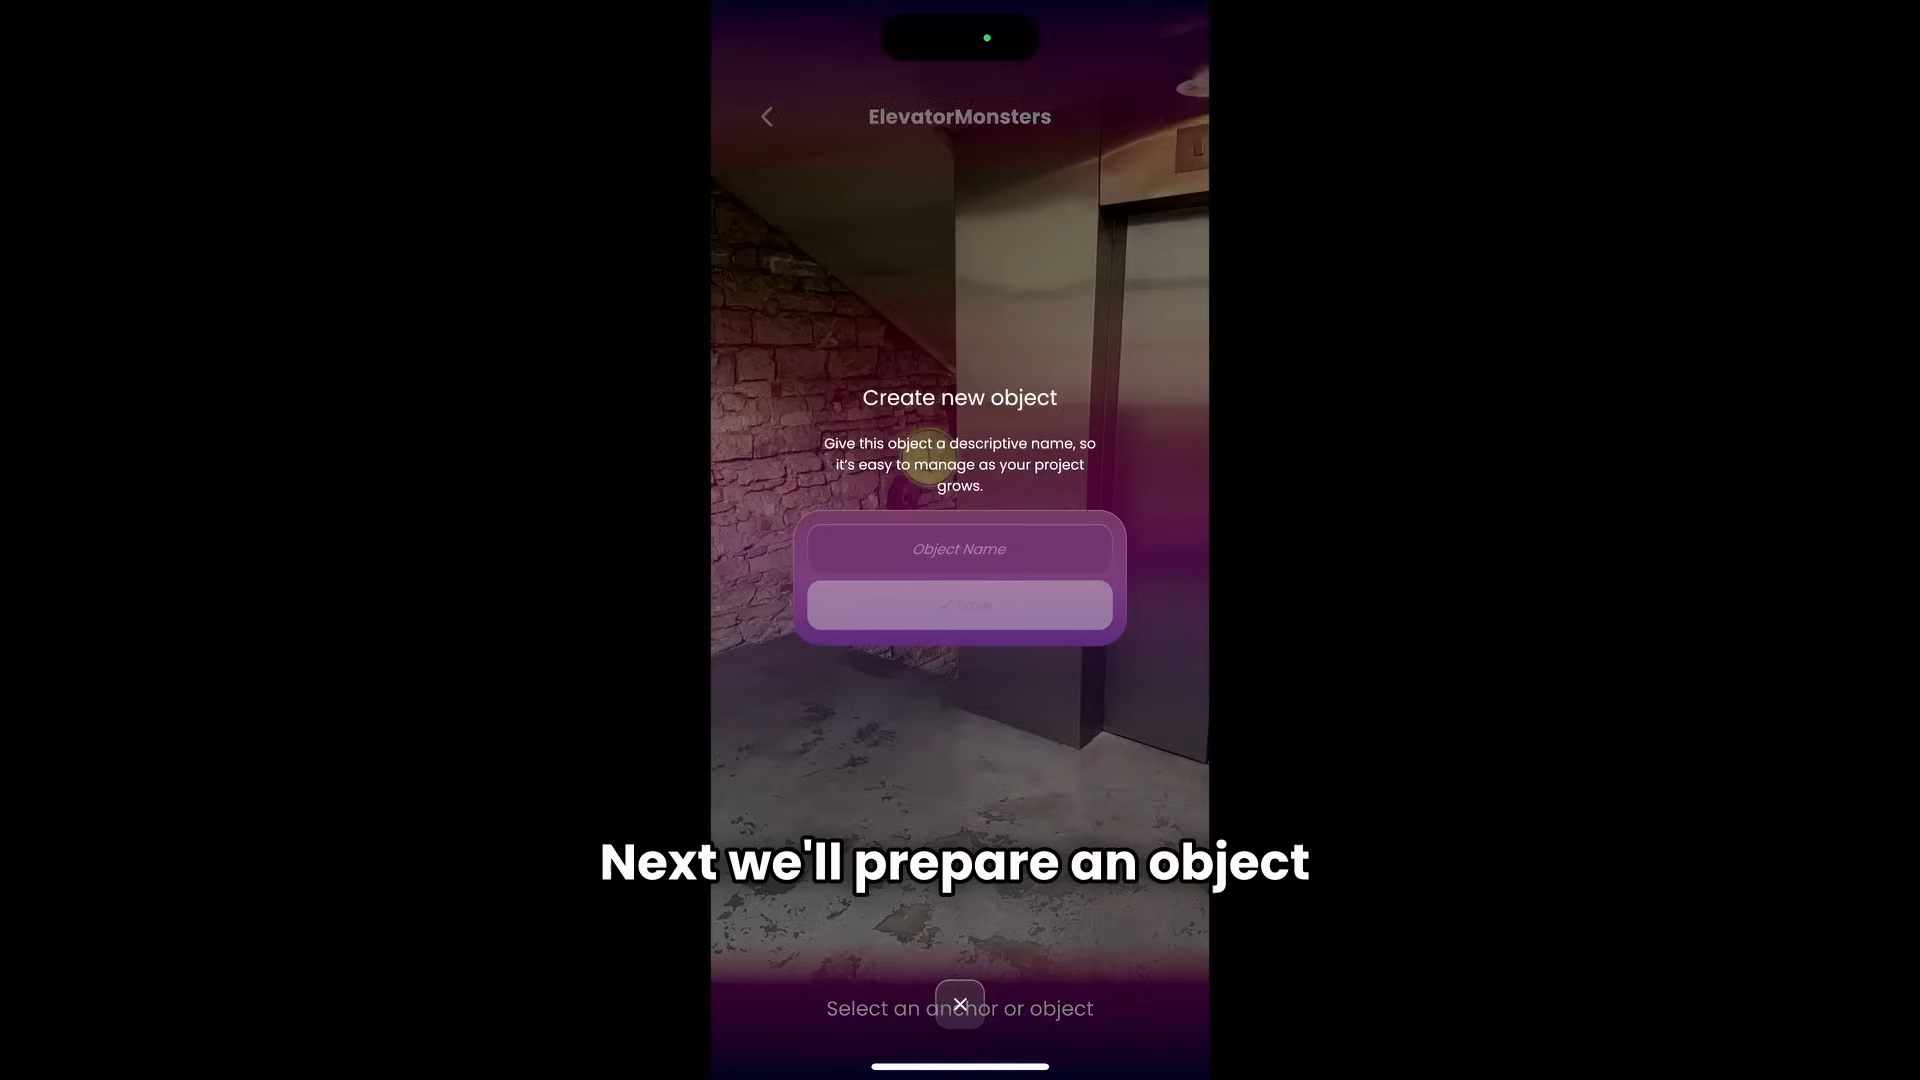 ElevatorMonsters
Create new object
Give this object a descriptive name, so
it's easy to manage as your project
grows.
Object Name
✓ Save
Next we'll prepare an object
Select an anchor or object